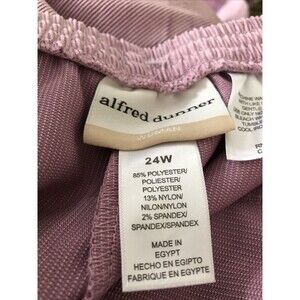 alfred dunner
WOMAN
24W
85% POLYESTER/
POLIESTER/
POLYESTER
13% NYLON/
NILON/NYLON
2% SPANDEX/
SPANDEX/SPANDEX
MADE IN
EGYPT
HECHO EN EGIPTO
FABRIQUE EN EGYPTE